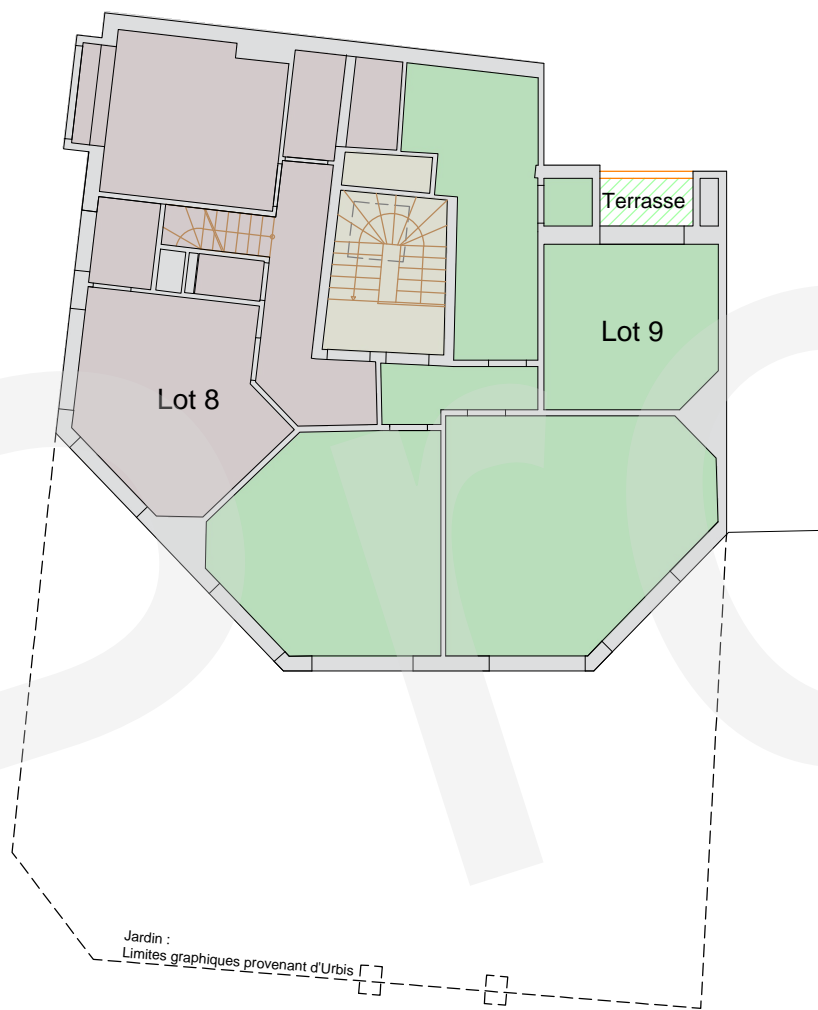 Terrasse
Lot 9
Lot 8
Jardin :
Limites graphiques provenant d'Urbis